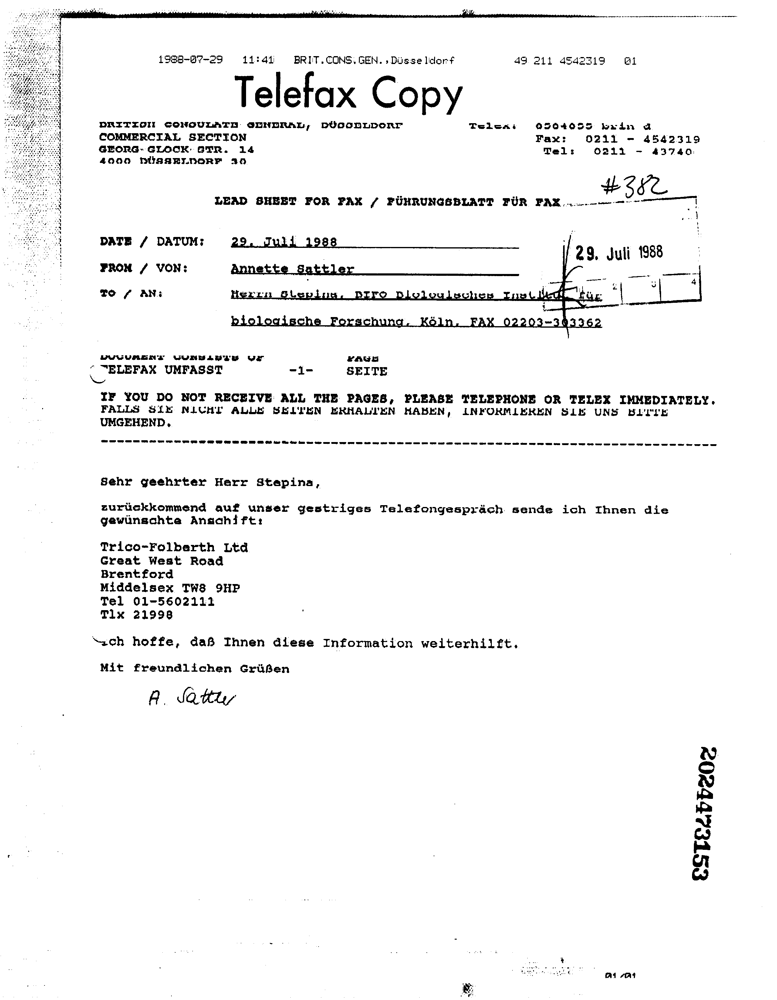 1988-07-29 11:41 BRIT.CONS.GEN.,Düsseldorf 49 211 4542319 01
Telefax Copy
BRITISH CONSULATE GENERAL, DÜSSELDORF Telex: 8584855 brin d
COMMERCIAL SECTION Fax: 0211 - 4542319
GEORG-GLOCK-STR. 14 Tel: 0211 - 43740
4000 DÜSSELDORF 30
#382
LEAD SHEET FOR FAX / FÜHRUNGSBLATT FÜR FAX
DATE / DATUM: 29. Juli 1988
29. Juli 1988
FROM / VON: Annette Sattler
TO / AN: Herrn Stepina, Biologisches Institut für
2 3 4
biologische Forschung, Köln, FAX 02203-303362
DOCUMENT CONSISTS OF PAGE
TELEFAX UMFASST -1- SEITE
IF YOU DO NOT RECEIVE ALL THE PAGES, PLEASE TELEPHONE OR TELEX IMMEDIATELY.
FALLS SIE NICHT ALLE SEITEN ERHALTEN HABEN, INFORMIEREN SIE UNS BITTE
UMGEHEND.
Sehr geehrter Herr Stepina,
zurückkommend auf unser gestriges Telefongespräch sende ich Ihnen die
gewünschte Anschift:
Trico-Folberth Ltd
Great West Road
Brentford
Middelsex TW8 9HP
Tel 01-5602111
Tlx 21998
ich hoffe, daß Ihnen diese Information weiterhilft.
Mit freundlichen Grüßen
A. Sattler
2024473153
01/01